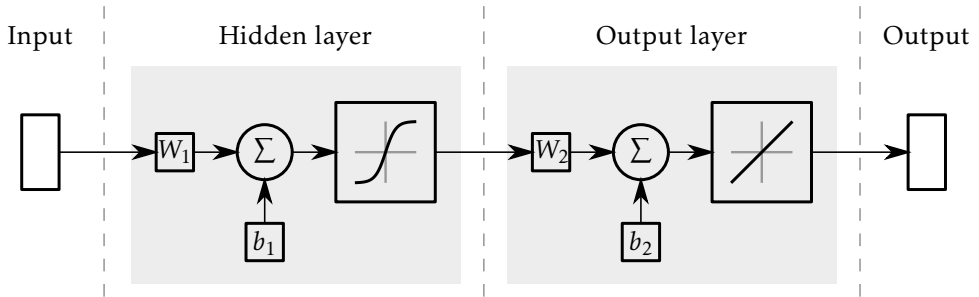 Input
Hidden layer
Output layer
Output
W₁
Σ
b₁
W₂
Σ
b₂